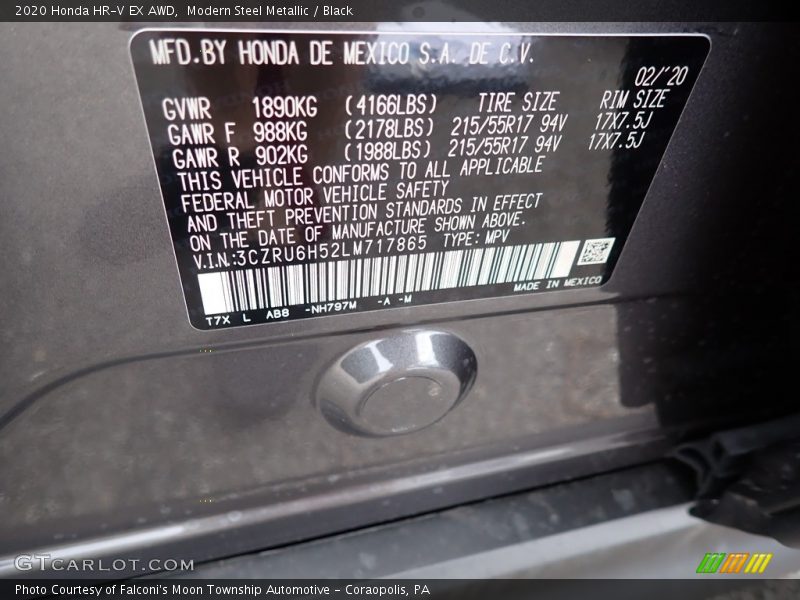 2020 Honda HR-V EX AWD,  Modern Steel Metallic / Black
MFD.BY HONDA DE MEXICO S.A. DE C.V.
02/'20
GVWR 1890KG (4166LBS) TIRE SIZE RIM SIZE
GAWR F 988KG (2178LBS) 215/55R17 94V 17X7.5J
GAWR R 902KG (1988LBS) 215/55R17 94V 17X7.5J
THIS VEHICLE CONFORMS TO ALL APPLICABLE
FEDERAL MOTOR VEHICLE SAFETY
AND THEFT PREVENTION STANDARDS IN EFFECT
ON THE DATE OF MANUFACTURE SHOWN ABOVE.
V.I.N:3CZRU6H52LM717865 TYPE: MPV
MADE IN MEXICO
T7X L AB8 -NH797M -A -M
GTCARLOT.COM
Photo Courtesy of Falconi's Moon Township Automotive – Coraopolis, PA